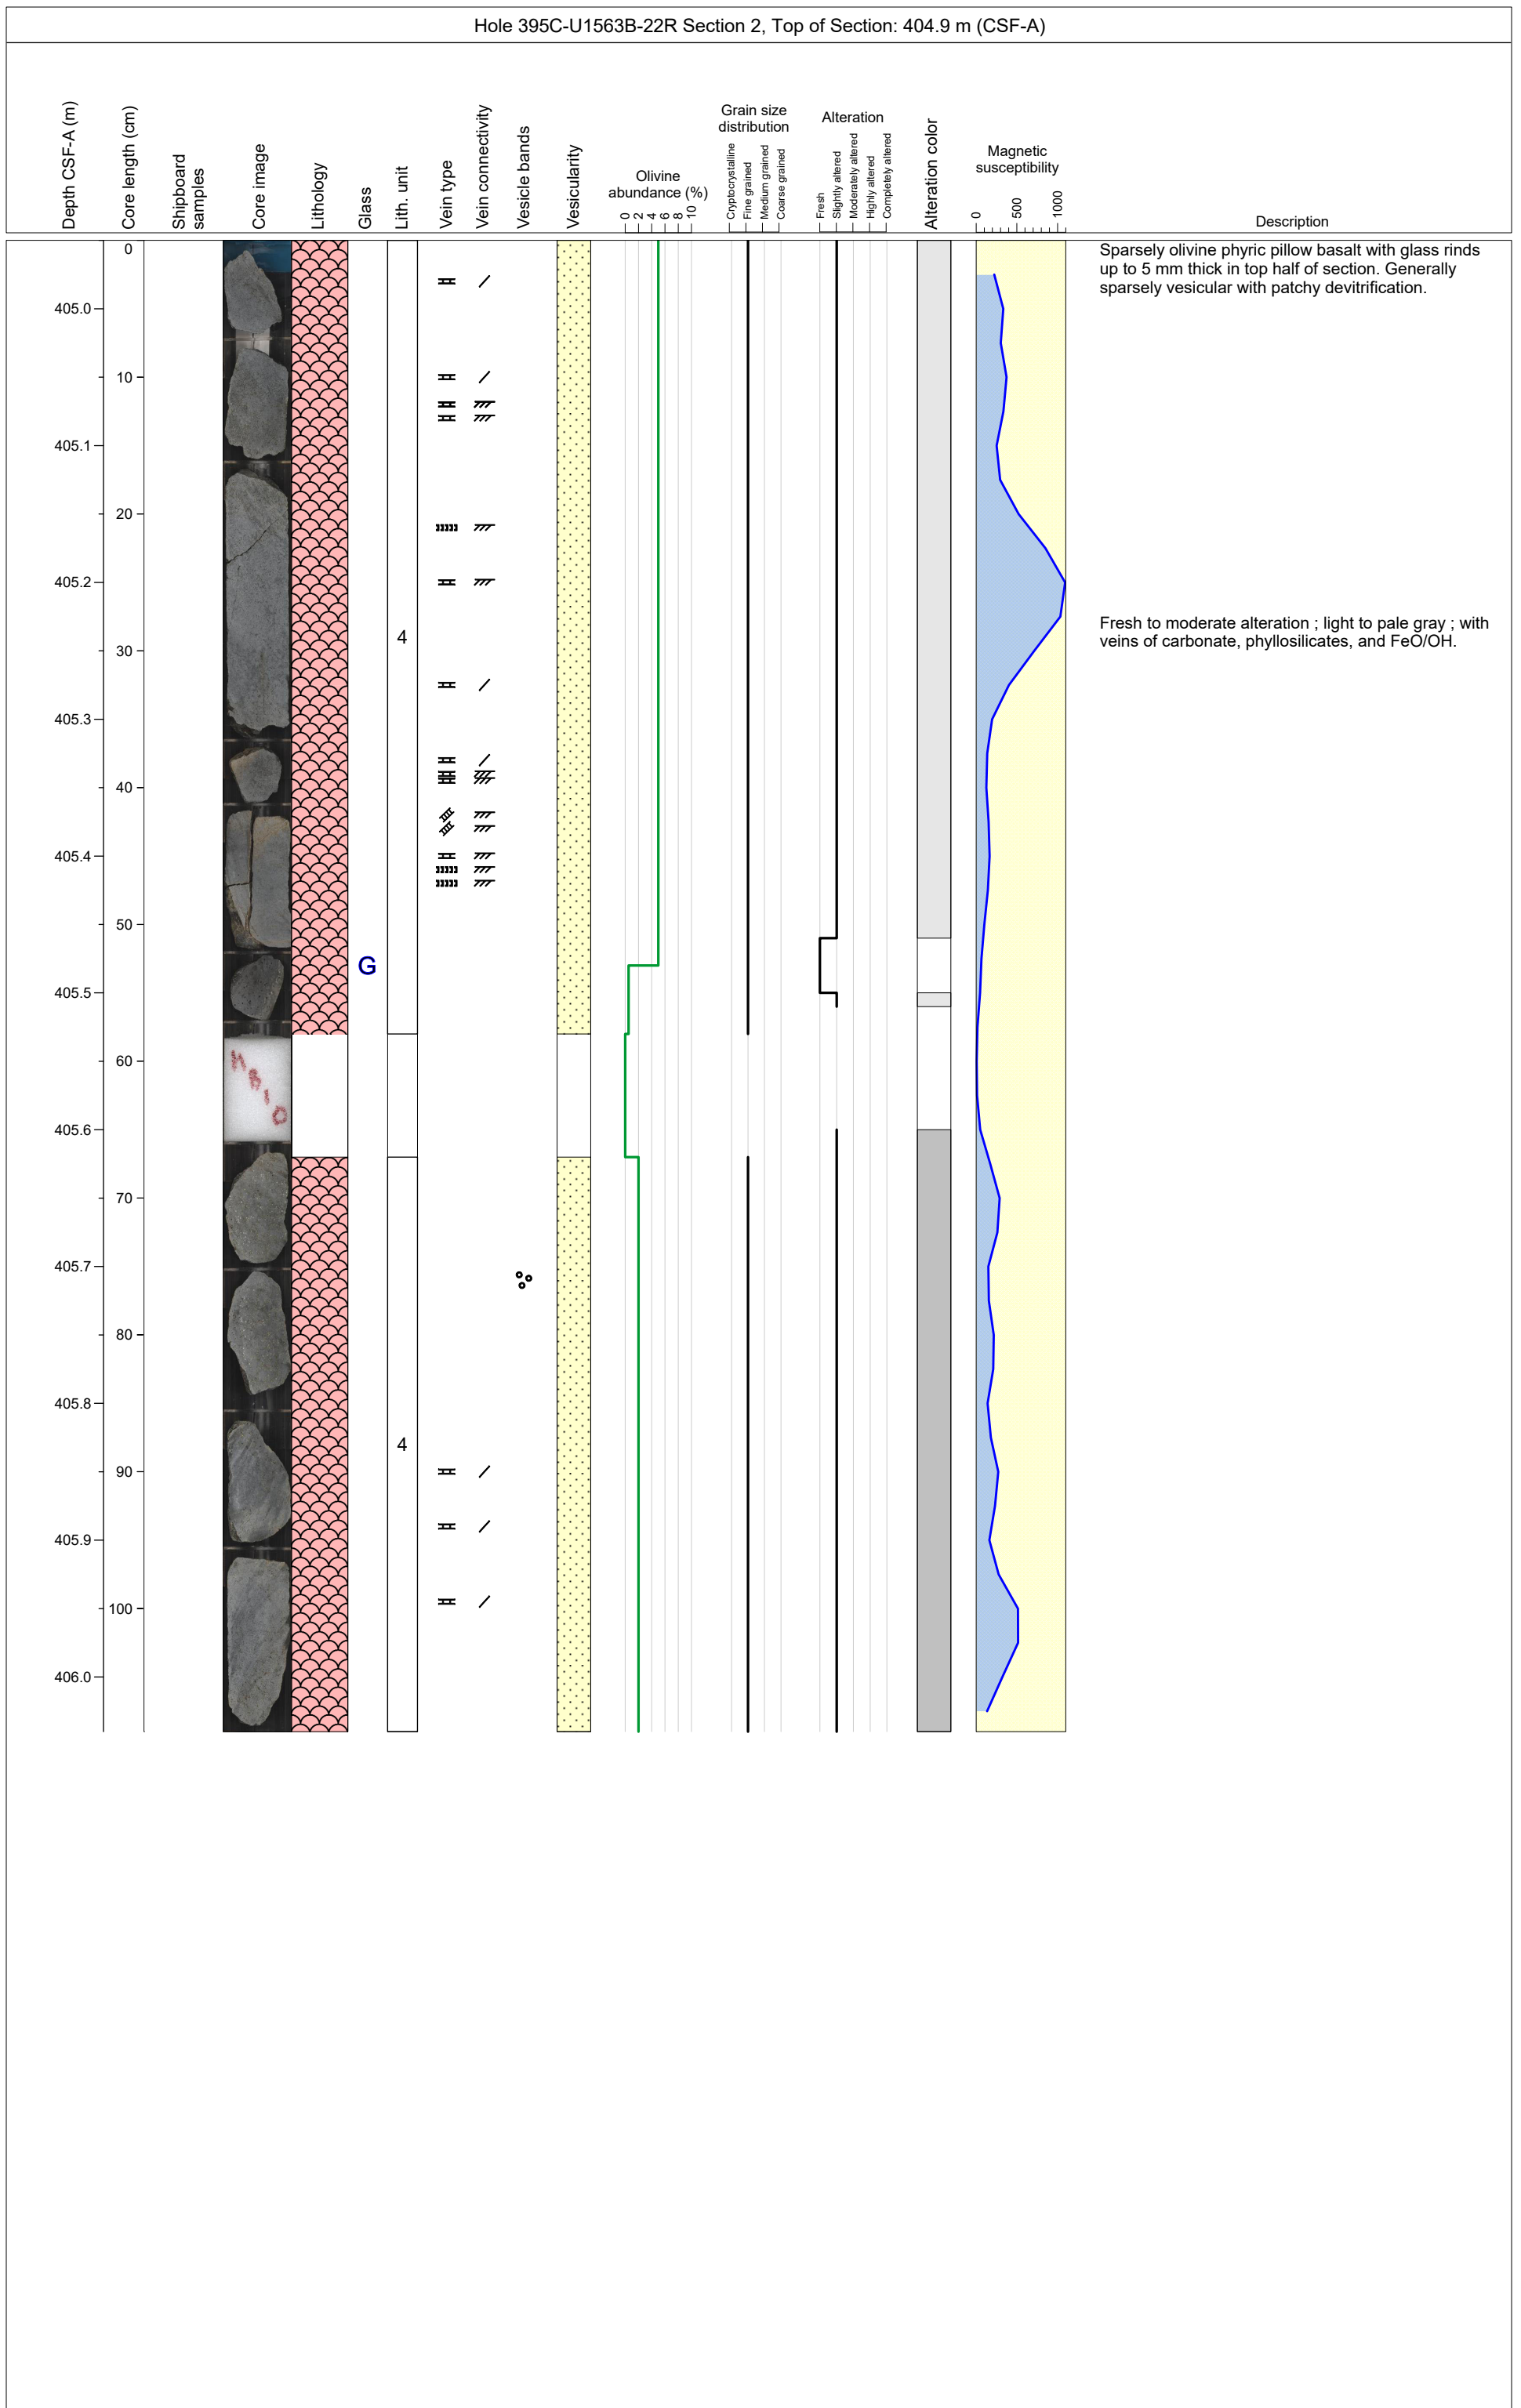 Hole 395C-U1563B-22R Section 2, Top of Section: 404.9 m (CSF-A)
Depth CSF-A (m)
Core length (cm)
Shipboard
samples
Core image
Lithology
Glass
Lith. unit
Vein type
Vein connectivity
Vesicle bands
Vesicularity
Olivine
abundance (%)
0 2 4 6 8 10
Grain size
distribution
Cryptocrystalline
Fine grained
Medium grained
Coarse grained
Alteration
Fresh
Slightly altered
Moderately altered
Highly altered
Completely altered
Alteration color
Magnetic
susceptibility
0 500 1000
Description
0
Sparsely olivine phyric pillow basalt with glass rinds
up to 5 mm thick in top half of section. Generally
sparsely vesicular with patchy devitrification.
405.0
10
405.1
20
405.2
Fresh to moderate alteration ; light to pale gray ; with
veins of carbonate, phyllosilicates, and FeO/OH.
4
30
405.3
40
405.4
50
G
405.5
60
MBIO
405.6
70
405.7
80
405.8
4
90
405.9
100
406.0